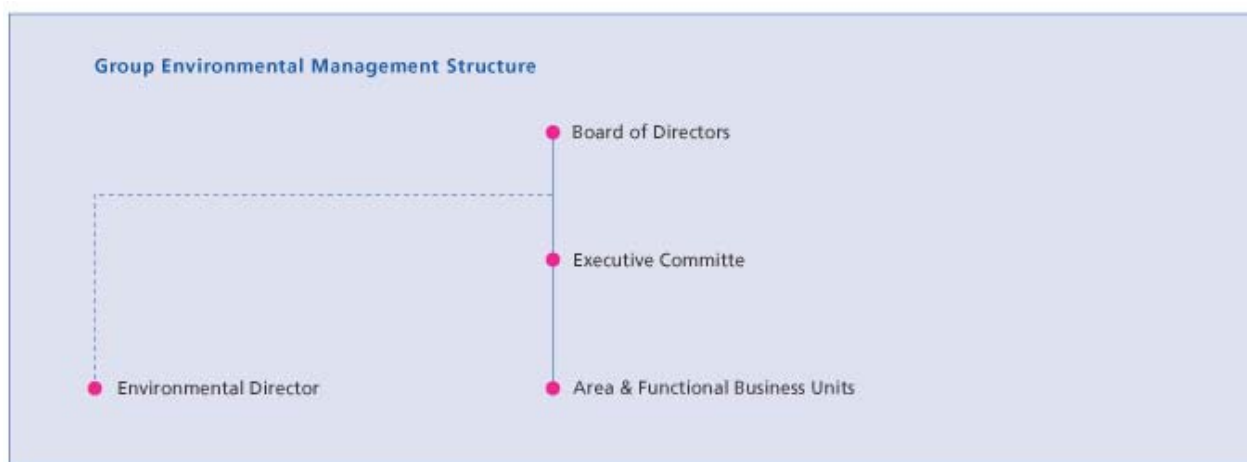 Group Environmental Management Structure
Board of Directors
Executive Committe
Environmental Director
Area & Functional Business Units